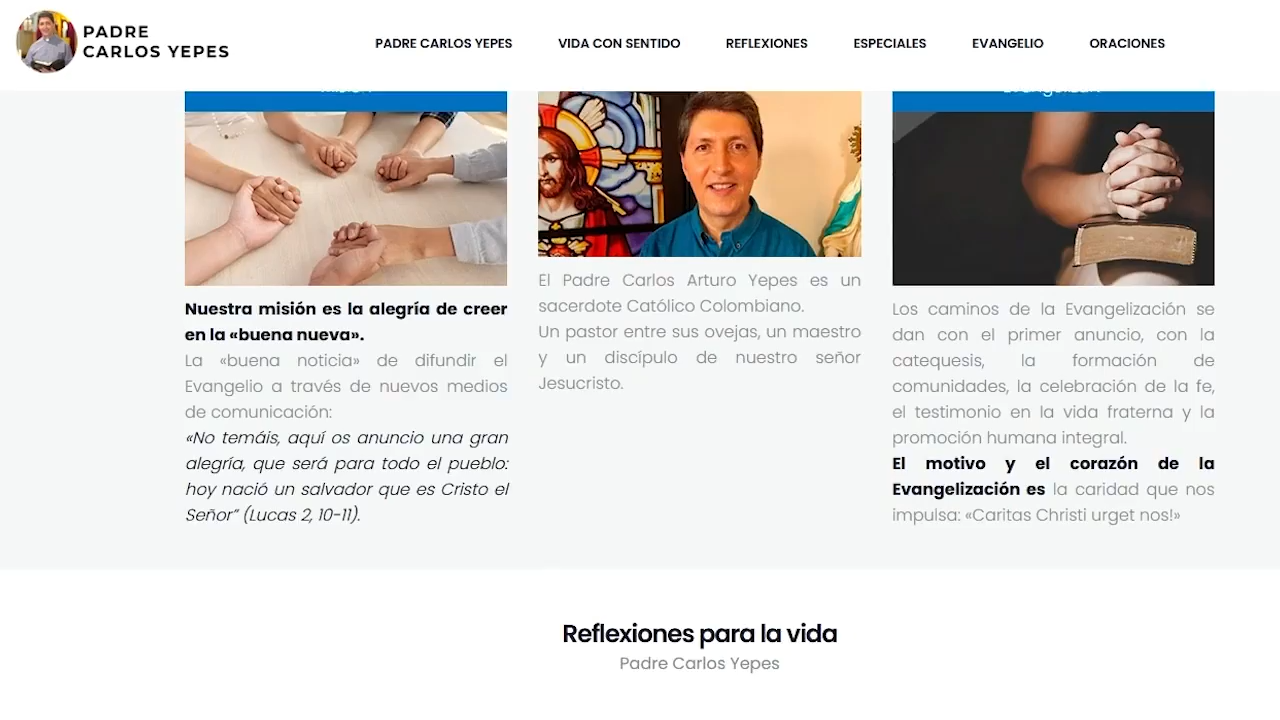 PADRE
CARLOS YEPES
PADRE CARLOS YEPES
VIDA CON SENTIDO
REFLEXIONES
ESPECIALES
EVANGELIO
ORACIONES
Nuestra misión es la alegría de creer
en la «buena nueva».
La «buena noticia» de difundir el
Evangelio a través de nuevos medios
de comunicación:
«No temáis, aquí os anuncio una gran
alegría, que será para todo el pueblo:
hoy nació un salvador que es Cristo el
Señor” (Lucas 2, 10-11).
El Padre Carlos Arturo Yepes es un
sacerdote Católico Colombiano.
Un pastor entre sus ovejas, un maestro
y un discípulo de nuestro señor
Jesucristo.
Los caminos de la Evangelización se
dan con el primer anuncio, con la
catequesis, la formación de
comunidades, la celebración de la fe,
el testimonio en la vida fraterna y la
promoción humana integral.
El motivo y el corazón de la
Evangelización es la caridad que nos
impulsa: «Caritas Christi urget nos!»
Reflexiones para la vida
Padre Carlos Yepes